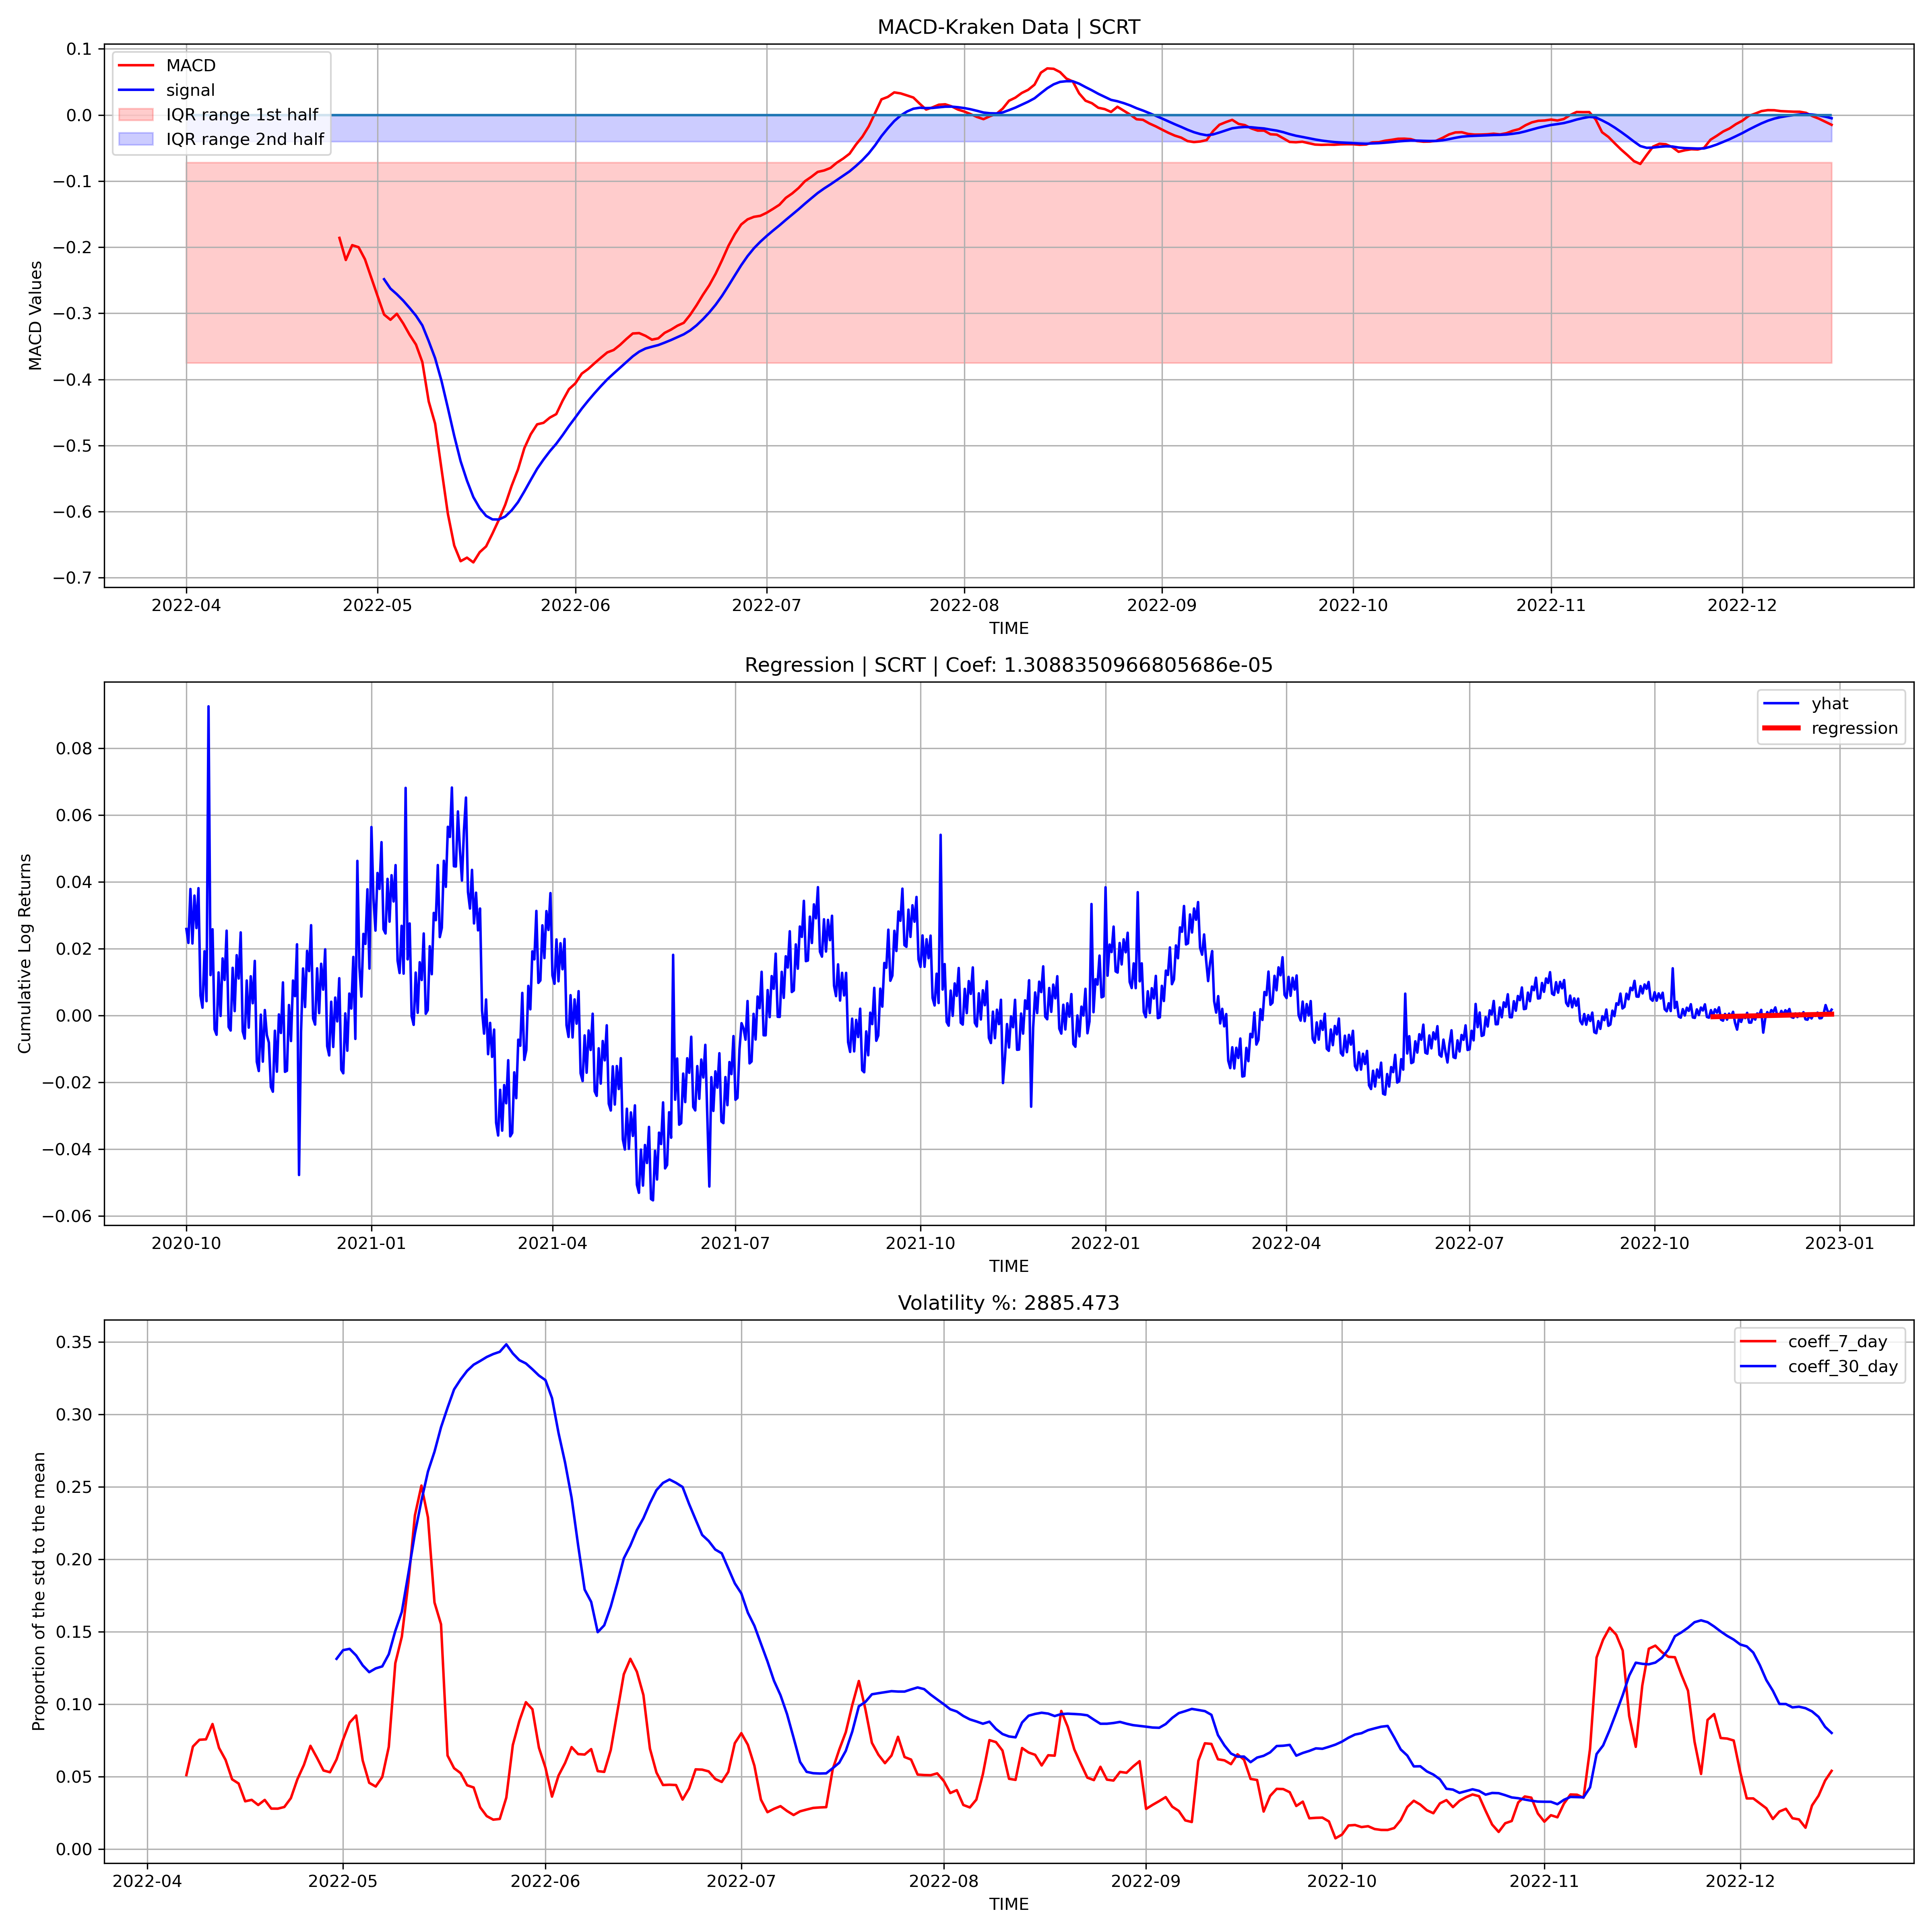 MACD-Kraken Data | SCRT
MACD
signal
IQR range 1st half
IQR range 2nd half
MACD Values
0.1
0.0
−0.1
−0.2
−0.3
−0.4
−0.5
−0.6
−0.7
2022-04 2022-05 2022-06 2022-07 2022-08 2022-09 2022-10 2022-11 2022-12
TIME
Regression | SCRT | Coef: 1.3088350966805686e-05
yhat
regression
Cumulative Log Returns
0.08
0.06
0.04
0.02
0.00
−0.02
−0.04
−0.06
2020-10 2021-01 2021-04 2021-07 2021-10 2022-01 2022-04 2022-07 2022-10 2023-01
TIME
Volatility %: 2885.473
coeff_7_day
coeff_30_day
Proportion of the std to the mean
0.35
0.30
0.25
0.20
0.15
0.10
0.05
0.00
2022-04 2022-05 2022-06 2022-07 2022-08 2022-09 2022-10 2022-11 2022-12
TIME